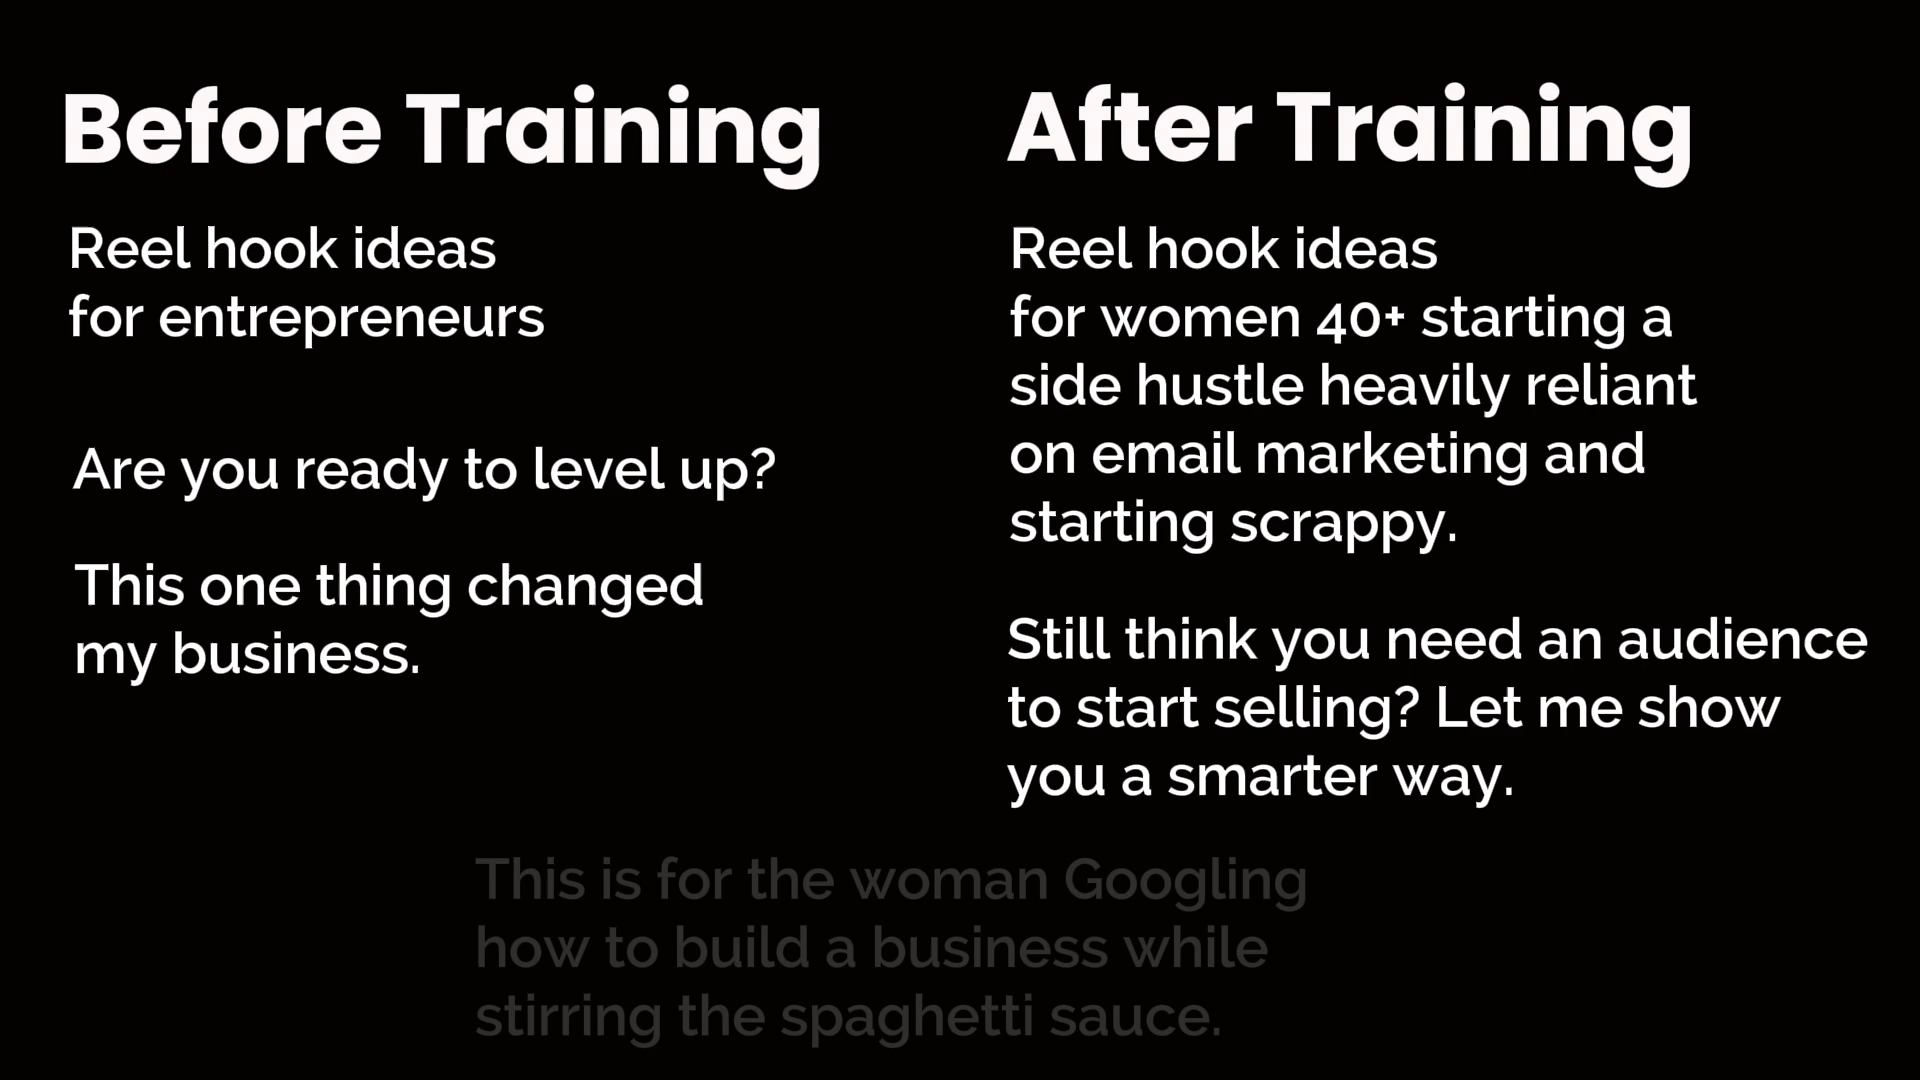 Before Training
Reel hook ideas
for entrepreneurs
Are you ready to level up?
This one thing changed
my business.
After Training
Reel hook ideas
for women 40+ starting a
side hustle heavily reliant
on email marketing and
starting scrappy.
Still think you need an audience
to start selling? Let me show
you a smarter way.
This is for the woman Googling
how to build a business while
stirring the spaghetti sauce.